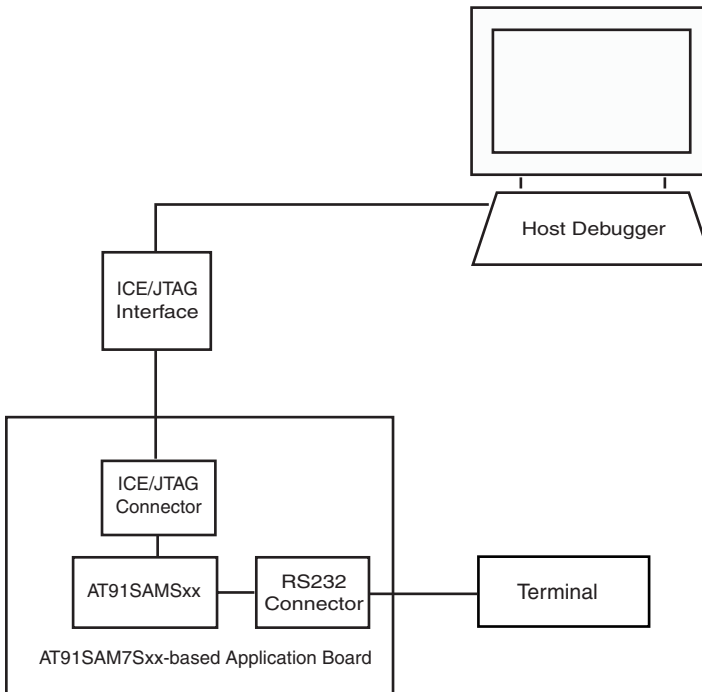 Host Debugger
ICE/JTAG
Interface
ICE/JTAG
Connector
AT91SAMSxx
RS232
Connector
Terminal
AT91SAM7Sxx-based Application Board